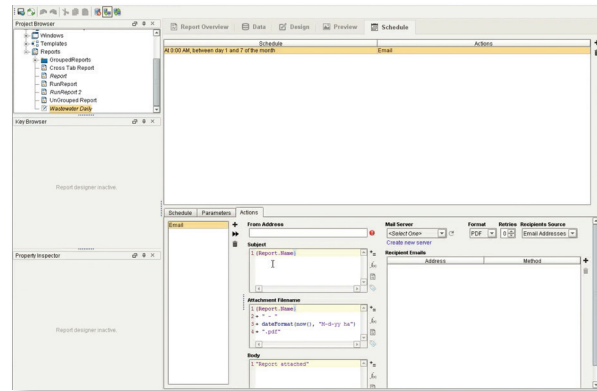 Project Browser
Windows
Templates
Reports
GroupedReports
Cross Tab Report
Report
RunReport
RunReport 2
UnGrouped Report
Wastewater Daily
Key Browser
Report designer inactive.
Property Inspector
Report designer inactive.
Report Overview
Data
Design
Preview
Schedule
Schedule
Actions
At 0:00 AM, between day 1 and 7 of the month
Email
Schedule
Parameters
Actions
Email
From Address
Subject
1 {Report.Name}
Attachment Filename
1 {Report.Name}
2 + " - "
3 + dateFormat(now(), "M-d-yy ha")
4 + ".pdf"
Body
1 "Report attached"
Mail Server
<Select One>
Create new server
Format
PDF
Retries
0
Recipients Source
Email Addresses
Recipient Emails
Address
Method